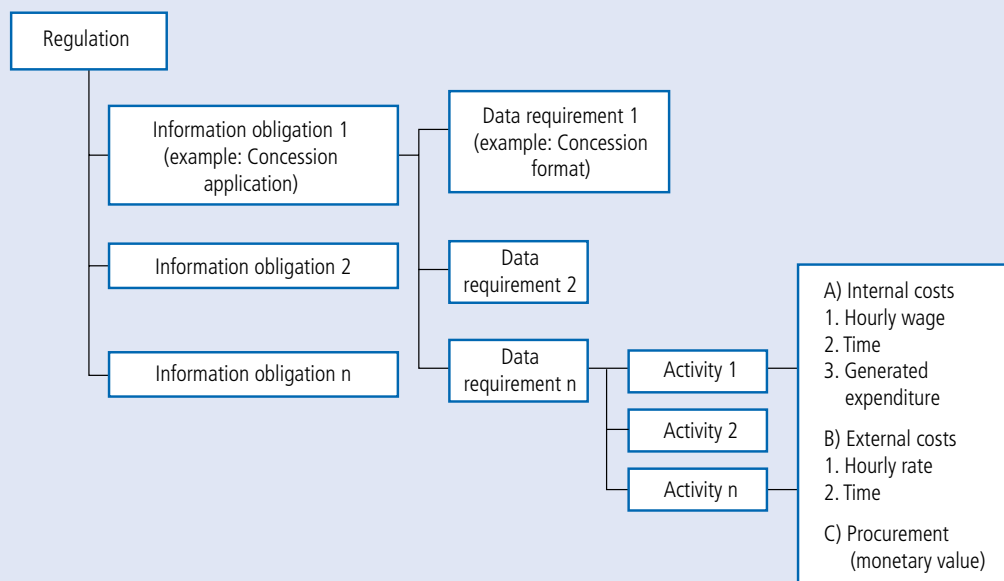 Regulation
Information obligation 1
(example: Concession
application)
Data requirement 1
(example: Concession
format)
Information obligation 2
Data
requirement 2
Information obligation n
Data
requirement n
Activity 1
Activity 2
Activity n
A) Internal costs
1. Hourly wage
2. Time
3. Generated
expenditure
B) External costs
1. Hourly rate
2. Time
C) Procurement
(monetary value)